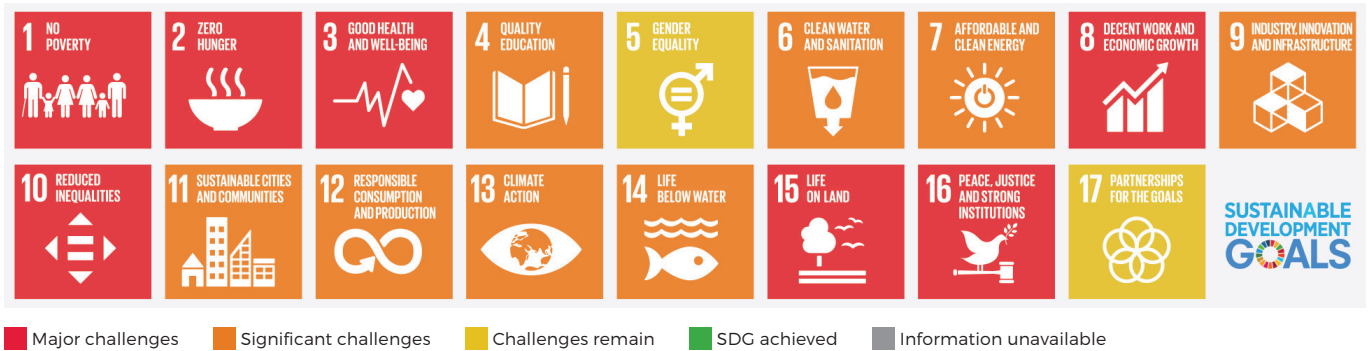 1 NO
POVERTY
2 ZERO
HUNGER
3 GOOD HEALTH
AND WELL-BEING
4 QUALITY
EDUCATION
5 GENDER
EQUALITY
6 CLEAN WATER
AND SANITATION
7 AFFORDABLE AND
CLEAN ENERGY
8 DECENT WORK AND
ECONOMIC GROWTH
9 INDUSTRY, INNOVATION
AND INFRASTRUCTURE
10 REDUCED
INEQUALITIES
11 SUSTAINABLE CITIES
AND COMMUNITIES
12 RESPONSIBLE
CONSUMPTION
AND PRODUCTION
13 CLIMATE
ACTION
14 LIFE
BELOW WATER
15 LIFE
ON LAND
16 PEACE, JUSTICE
AND STRONG
INSTITUTIONS
17 PARTNERSHIPS
FOR THE GOALS
SUSTAINABLE
DEVELOPMENT
GOALS
Major challenges
Significant challenges
Challenges remain
SDG achieved
Information unavailable